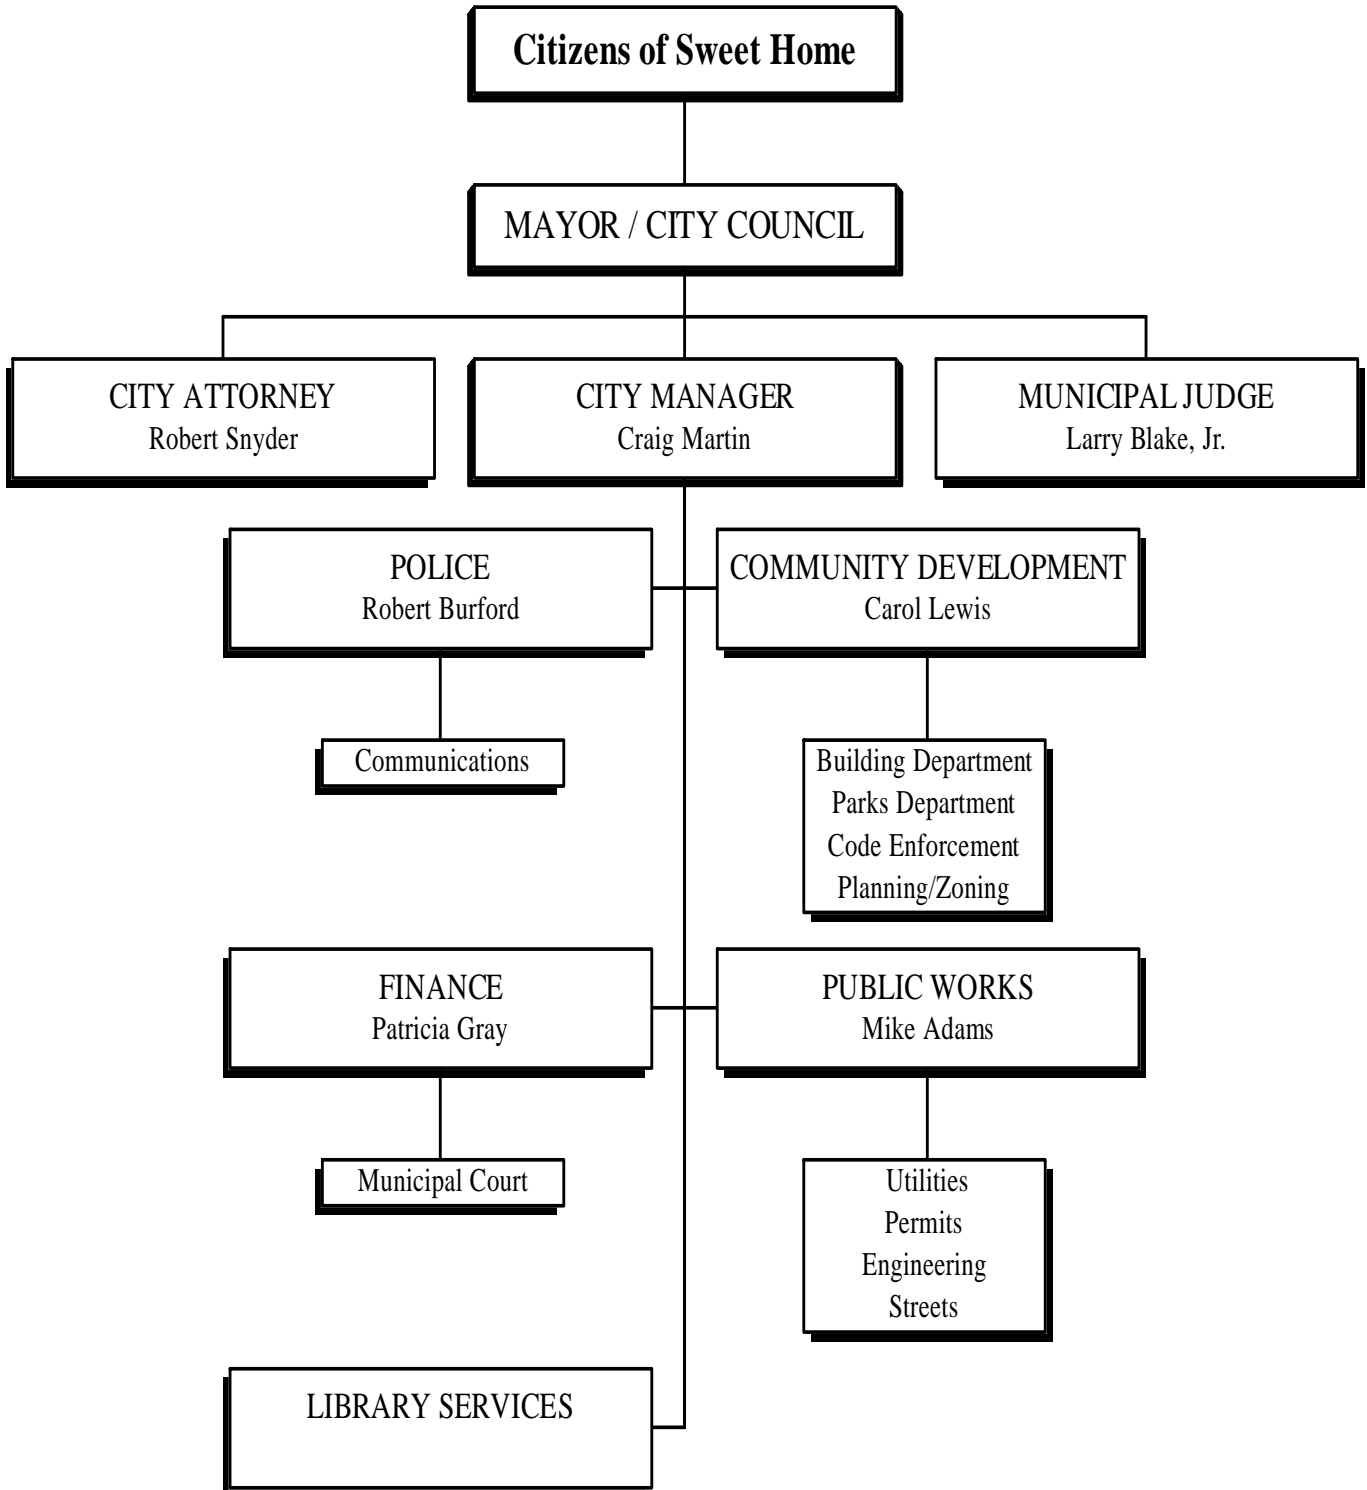 Citizens of Sweet Home
MAYOR / CITY COUNCIL
CITY ATTORNEY
Robert Snyder
CITY MANAGER
Craig Martin
MUNICIPAL JUDGE
Larry Blake, Jr.
POLICE
Robert Burford
COMMUNITY DEVELOPMENT
Carol Lewis
Communications
Building Department
Parks Department
Code Enforcement
Planning/Zoning
FINANCE
Patricia Gray
PUBLIC WORKS
Mike Adams
Municipal Court
Utilities
Permits
Engineering
Streets
LIBRARY SERVICES